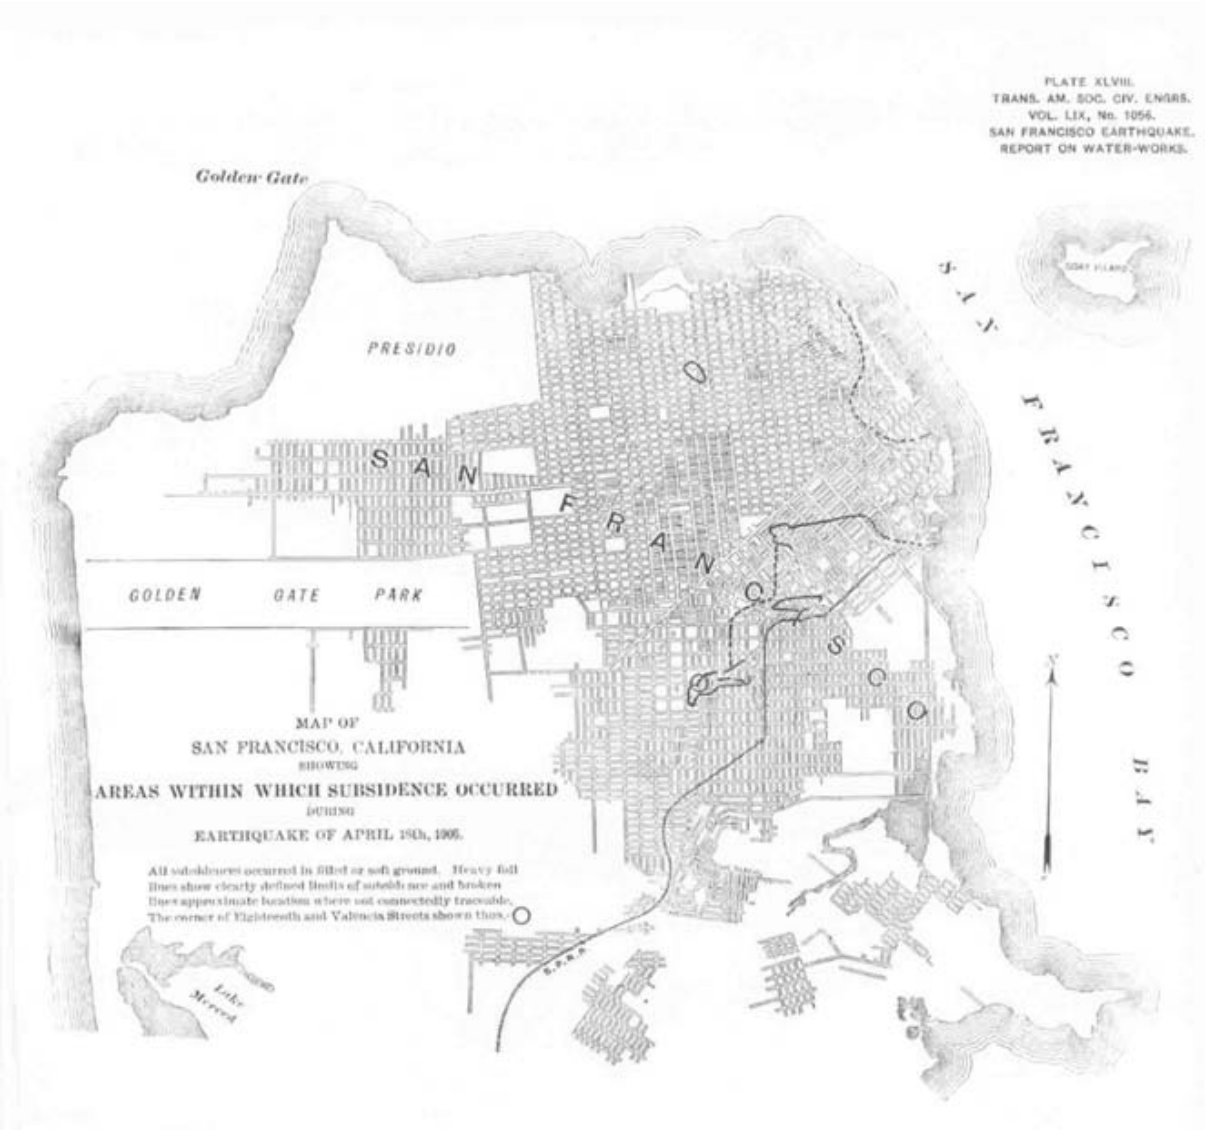 PLATE XLVIII.
TRANS. AM. SOC. CIV. ENGRS.
VOL. LIX, No. 1056.
SAN FRANCISCO EARTHQUAKE.
REPORT ON WATER-WORKS.
Golden Gate
GOAT ISLAND
SAN FRANCISCO BAY
PRESIDIO
SAN FRANCISCO
GOLDEN GATE PARK
MAP OF
SAN FRANCISCO, CALIFORNIA
SHOWING
AREAS WITHIN WHICH SUBSIDENCE OCCURRED
DURING
EARTHQUAKE OF APRIL 18th, 1906.
All subsidences occurred in filled or soft ground. Heavy full
lines show clearly defined limits of subsidence and broken
lines approximate location where not connectedly traceable.
The corner of Eighteenth and Valencia Streets shown thus.
S.P.R.R.
Lake
Merced